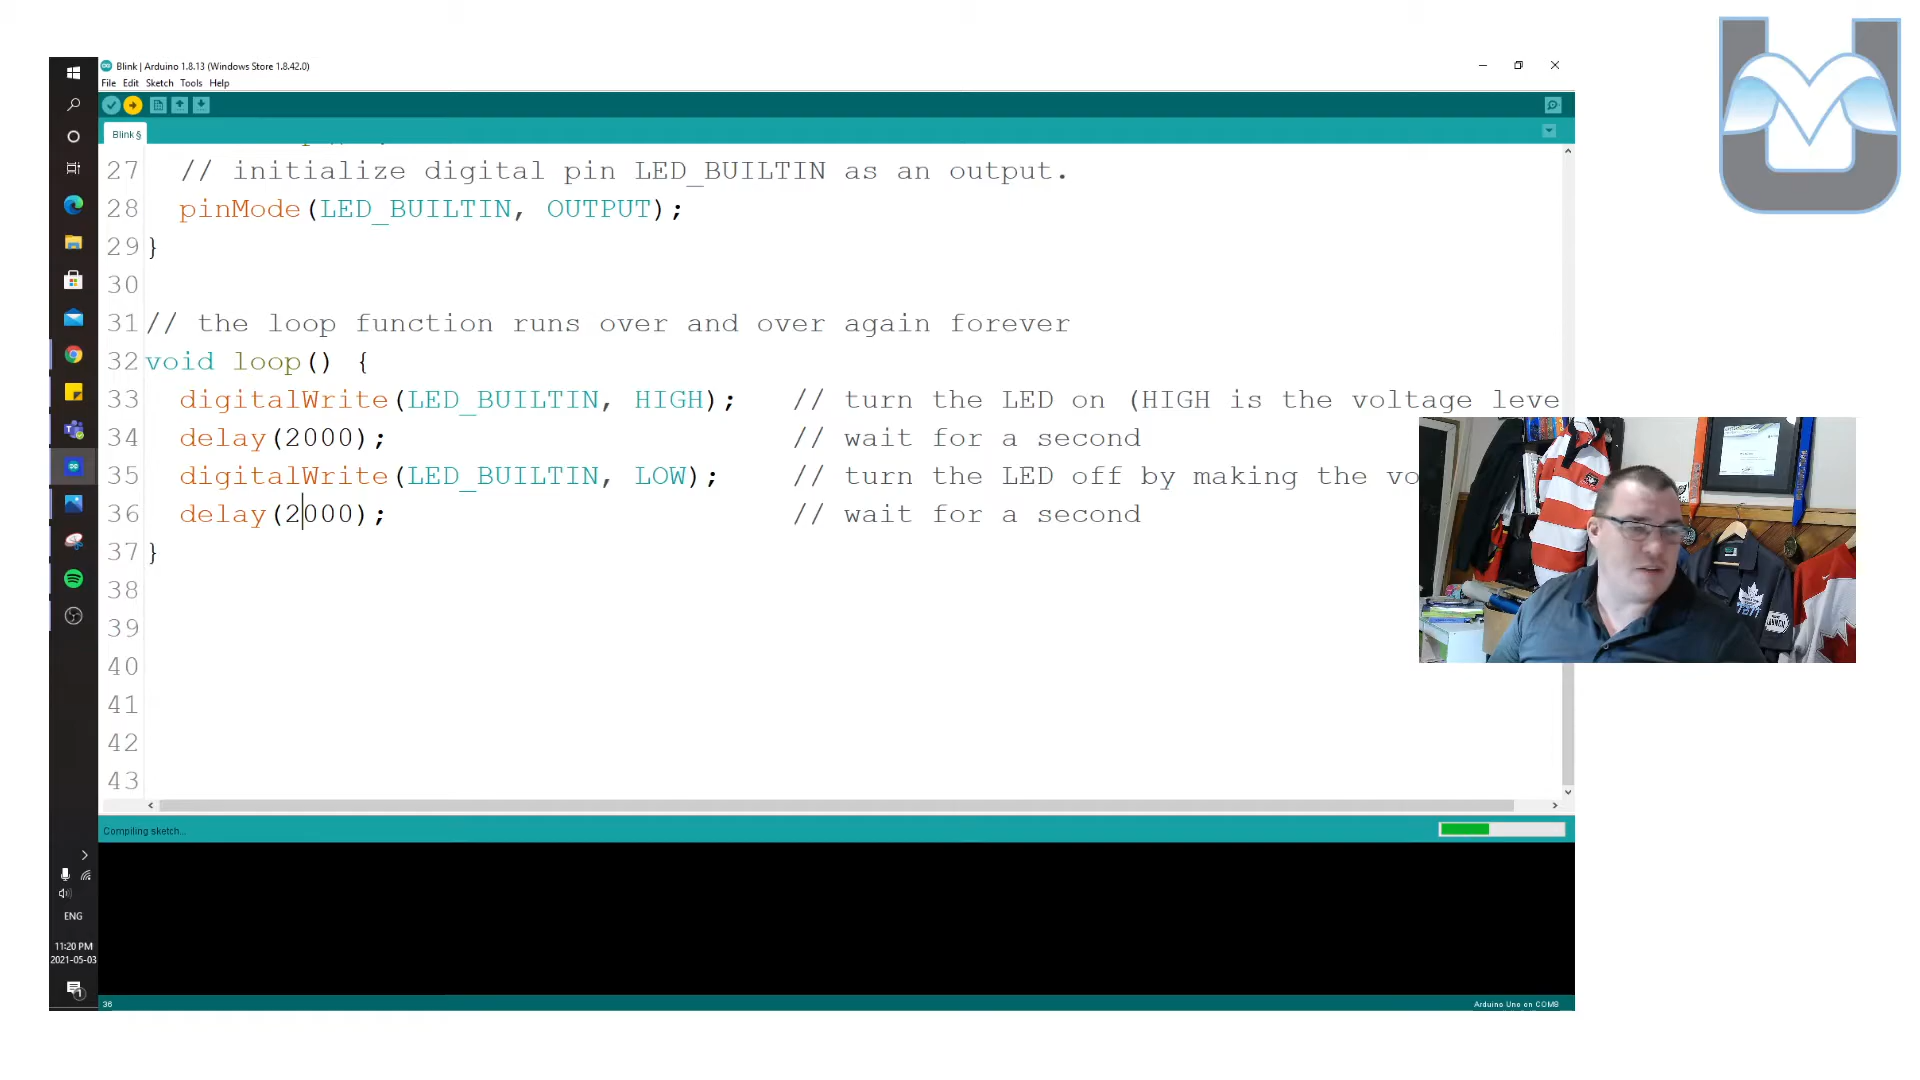 Blink | Arduino 1.8.13 (Windows Store 1.8.42.0)
File Edit Sketch Tools Help
Blink §
27 // initialize digital pin LED_BUILTIN as an output.
28 pinMode(LED_BUILTIN, OUTPUT);
29 }
30
31 // the loop function runs over and over again forever
32 void loop() {
33 digitalWrite(LED_BUILTIN, HIGH); // turn the LED on (HIGH is the voltage leve
34 delay(2000); // wait for a second
35 digitalWrite(LED_BUILTIN, LOW); // turn the LED off by making the vo
36 delay(2000); // wait for a second
37 }
38
39
40
41
42
43
Compiling sketch...
ENG
11:20 PM
2021-05-03
1
36
Arduino Uno on COM8